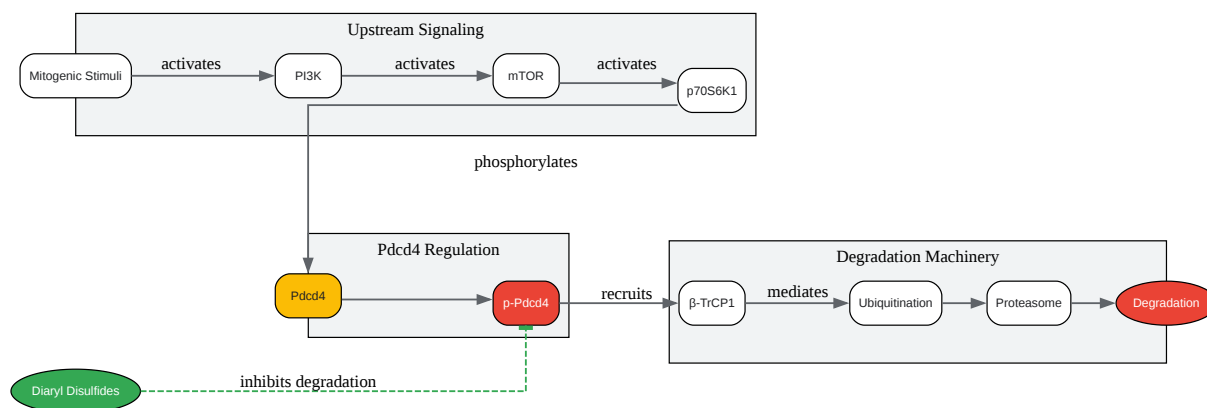 Upstream Signaling
Mitogenic Stimuli
activates
PI3K
activates
mTOR
activates
p70S6K1
phosphorylates
Pdcd4 Regulation
Pdcd4
p-Pdcd4
recruits
Degradation Machinery
β-TrCP1
mediates
Ubiquitination
Proteasome
Degradation
Diaryl Disulfides
inhibits degradation